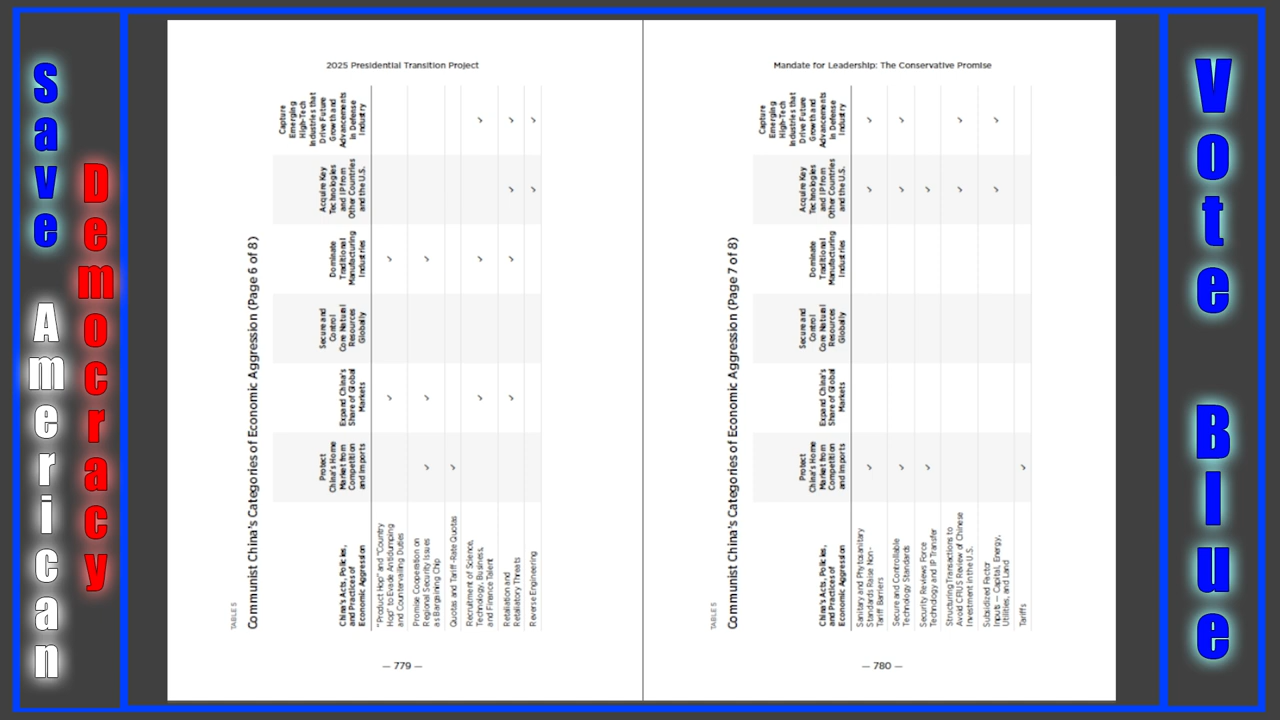 Save American
Democracy
2025 Presidential Transition Project
TABLE 5
Communist China's Categories of Economic Aggression (Page 6 of 8)
China's Acts, Policies,
and Practices of
Economic Aggression
Protect
China's Home
Market from
Competition
and Imports
Expand China's
Share of Global
Markets
Secure and
Control
Core Natural
Resources
Globally
Dominate
Traditional
Manufacturing
Industries
Acquire Key
Technologies
and IP from
Other Countries
and the U.S.
Capture
Emerging
High-Tech
Industries that
Drive Future
Growth and
Advancements
in Defense
Industry
"Product Hop" and "Country
Hop" to Evade Antidumping
and Countervailing Duties
✓ ✓
Promise Cooperation on
Regional Security Issues
as Bargaining Chip
✓ ✓ ✓
Quotas and Tariff-Rate Quotas
✓
Recruitment of Science,
Technology, Business,
and Finance Talent
✓ ✓ ✓
Retaliation and
Retaliatory Threats
✓ ✓ ✓ ✓
Reverse Engineering
✓ ✓
— 779 —
Mandate for Leadership: The Conservative Promise
TABLE 5
Communist China's Categories of Economic Aggression (Page 7 of 8)
China's Acts, Policies,
and Practices of
Economic Aggression
Protect
China's Home
Market from
Competition
and Imports
Expand China's
Share of Global
Markets
Secure and
Control
Core Natural
Resources
Globally
Dominate
Traditional
Manufacturing
Industries
Acquire Key
Technologies
and IP from
Other Countries
and the U.S.
Capture
Emerging
High-Tech
Industries that
Drive Future
Growth and
Advancements
in Defense
Industry
Sanitary and Phytosanitary
Standards Raise Non-
Tariff Barriers
✓ ✓ ✓
Secure and Controllable
Technology Standards
✓ ✓ ✓
Security Reviews Force
Technology and IP Transfer
✓ ✓
Structuring Transactions to
Avoid CFIUS Review of Chinese
Investment in the U.S.
✓ ✓
Subsidized Factor
Inputs — Capital, Energy,
Utilities, and Land
✓ ✓
Tariffs
✓
— 780 —
Vote Blue